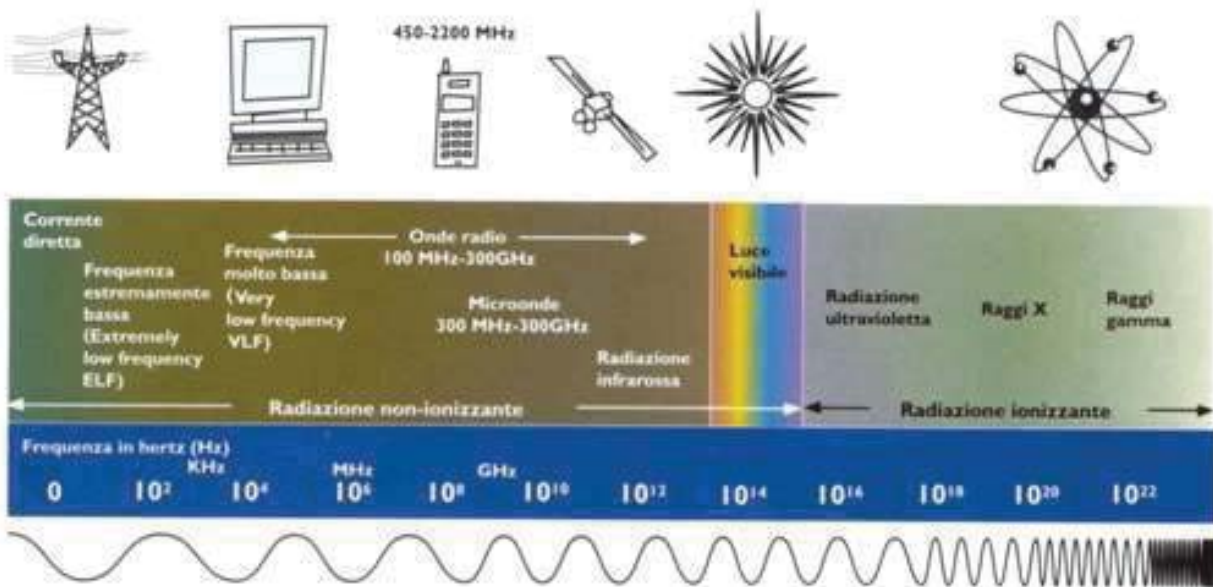 450-2200 MHz
Corrente
diretta
Frequenza
estremamente
bassa
(Extremely
low frequency
ELF)
Frequenza
molto bassa
(Very
low frequency
VLF)
Onde radio
100 MHz-300GHz
Microonde
300 MHz-300GHz
Radiazione
infrarossa
Luce
visibile
Radiazione
ultravioletta
Raggi X
Raggi
gamma
Radiazione non-ionizzante
Radiazione ionizzante
Frequenza in hertz (Hz)
KHz MHz GHz
0 10² 10⁴ 10⁶ 10⁸ 10¹⁰ 10¹² 10¹⁴ 10¹⁶ 10¹⁸ 10²⁰ 10²²